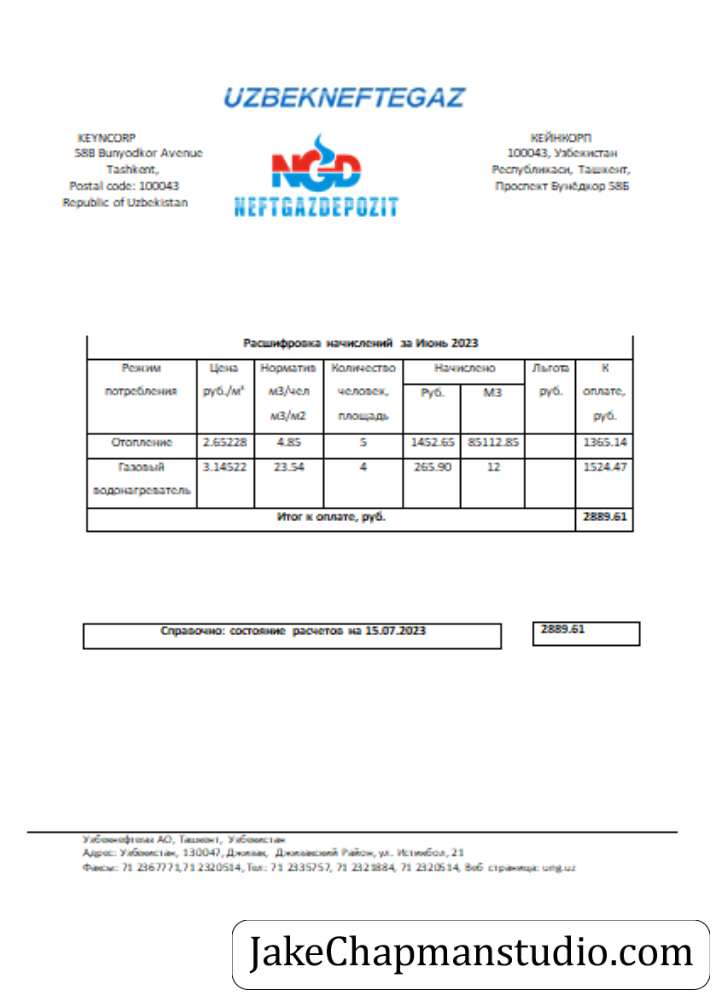 UZBEKNEFTEGAZ
KEYNCORP
58B Bunyodkor Avenue
Tashkent,
Postal code: 100043
Republic of Uzbekistan
NGD
NEFTGAZDEPOZIT
КЕЙНКОРП
100043, Узбекистан
Республикаси, Ташкент,
Проспект Бунёдкор 58Б
Расшифровка начислений за Июнь 2023
Режим потребления Цена руб./м³ Норматив м3/чел м3/м2 Количество человек, площадь Начислено Руб. М3 Льгота руб. К оплате, руб.
Отопление 2.65228 4.85 5 1452.65 85112.85 1365.14
Газовый водонагреватель 3.14522 23.54 4 265.90 12 1524.47
Итог к оплате, руб. 2889.61
Справочно: состояние расчетов на 15.07.2023 2889.61
Узбекнефтегаз АО, Ташкент, Узбекистан
Адрес: Узбекистан, 130047, Джизак, Джизакский Район, ул. Истикбол, 21
Факсы: 71 2367771,71 2320514, Тел.: 71 2335757, 71 2321884, 71 2320514, Веб страница: ung.uz
JakeChapmanstudio.com